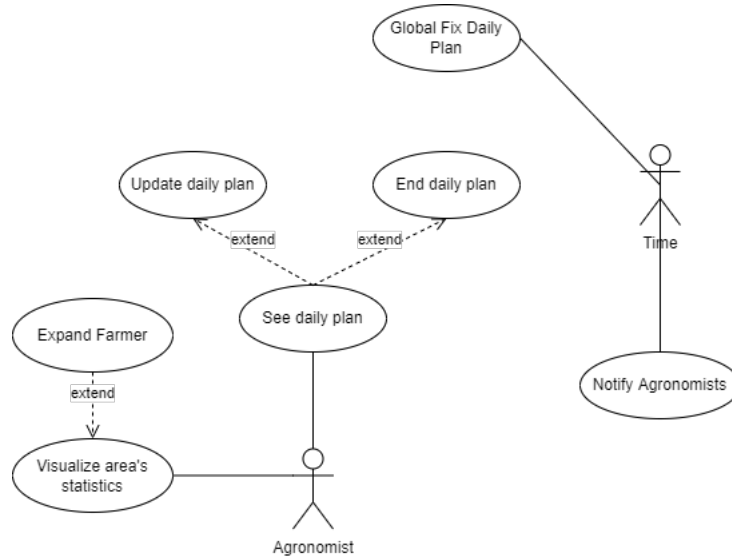 Global Fix Daily
Plan
Update daily plan
End daily plan
extend
extend
Time
See daily plan
Expand Farmer
extend
Notify Agronomists
Visualize area's
statistics
Agronomist